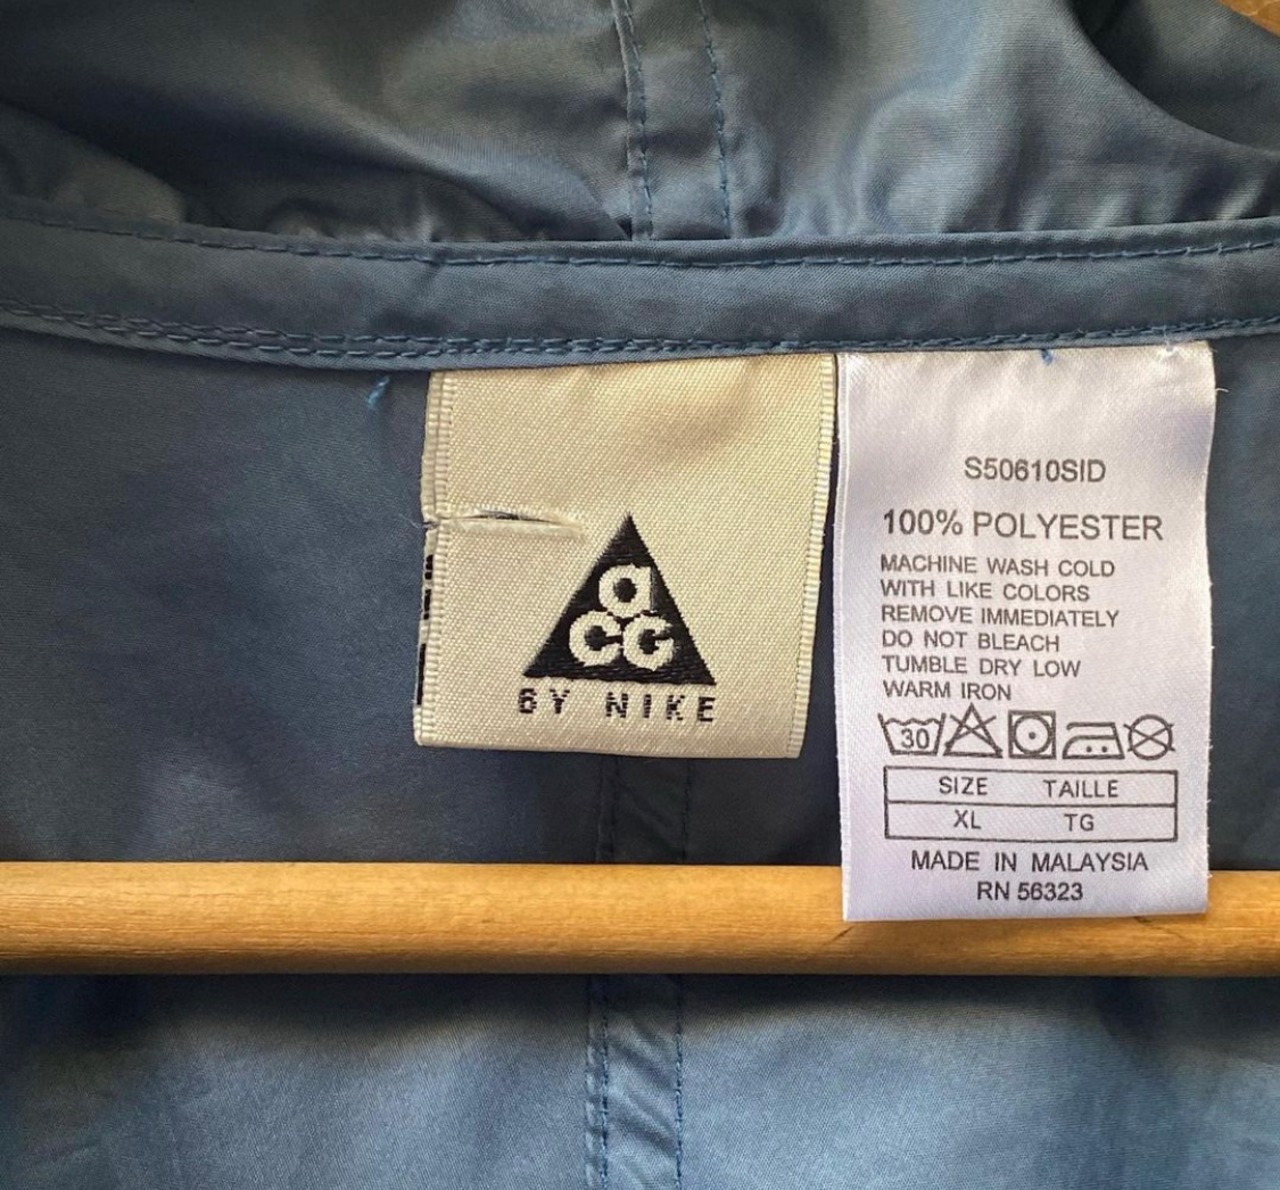 a
CG
BY NIKE
S50610SID
100% POLYESTER
MACHINE WASH COLD
WITH LIKE COLORS
REMOVE IMMEDIATELY
DO NOT BLEACH
TUMBLE DRY LOW
WARM IRON
30
SIZE TAILLE
XL TG
MADE IN MALAYSIA
RN 56323